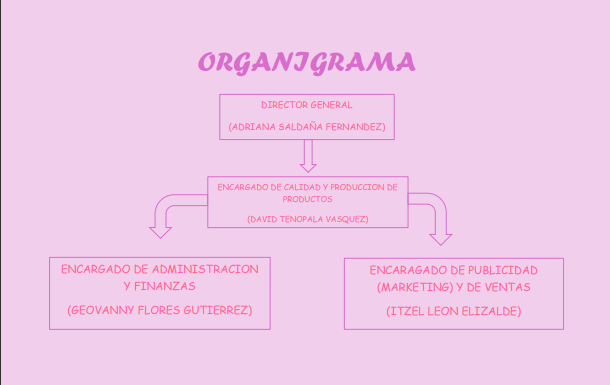 ORGANIGRAMA
DIRECTOR GENERAL
(ADRIANA SALDAÑA FERNANDEZ)
ENCARGADO DE CALIDAD Y PRODUCCION DE
PRODUCTOS
(DAVID TENOPALA VASQUEZ)
ENCARGADO DE ADMINISTRACION
Y FINANZAS
(GEOVANNY FLORES GUTIERREZ)
ENCARAGADO DE PUBLICIDAD
(MARKETING) Y DE VENTAS
(ITZEL LEON ELIZALDE)